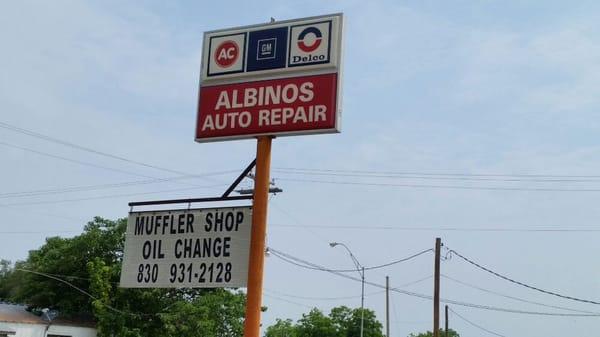 AC
GM
Delco
ALBINOS
AUTO REPAIR
MUFFLER SHOP
OIL CHANGE
830 931-2128